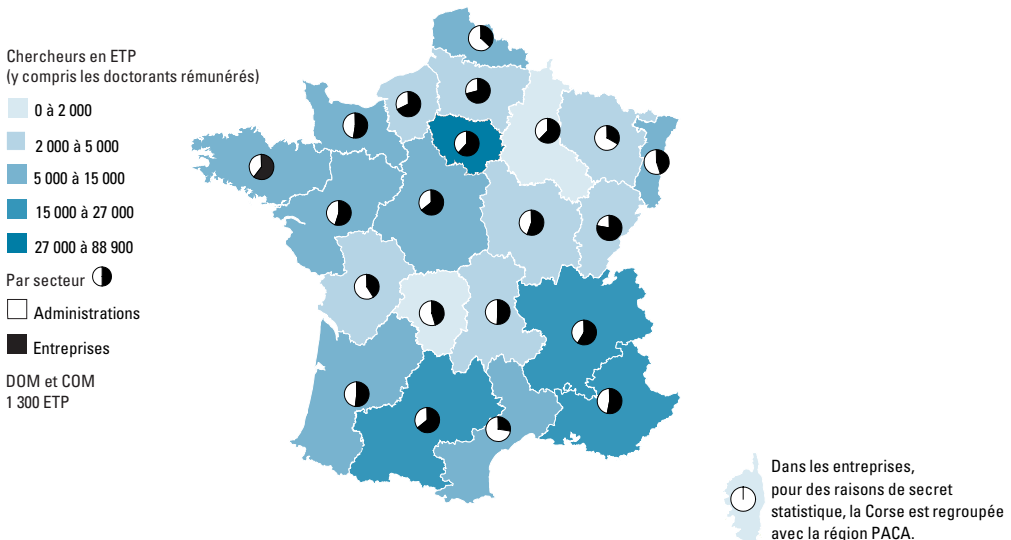 Chercheurs en ETP
(y compris les doctorants rémunérés)
0 à 2 000
2 000 à 5 000
5 000 à 15 000
15 000 à 27 000
27 000 à 88 900
Par secteur
Administrations
Entreprises
DOM et COM
1 300 ETP
Dans les entreprises,
pour des raisons de secret
statistique, la Corse est regroupée
avec la région PACA.